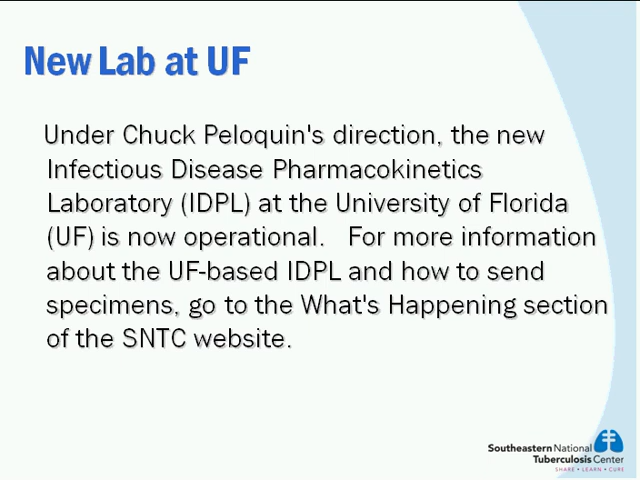 New Lab at UF
Under Chuck Peloquin's direction, the new
Infectious Disease Pharmacokinetics
Laboratory (IDPL) at the University of Florida
(UF) is now operational. For more information
about the UF-based IDPL and how to send
specimens, go to the What's Happening section
of the SNTC website.
Southeastern National
Tuberculosis Center
SHARE • LEARN • CURE